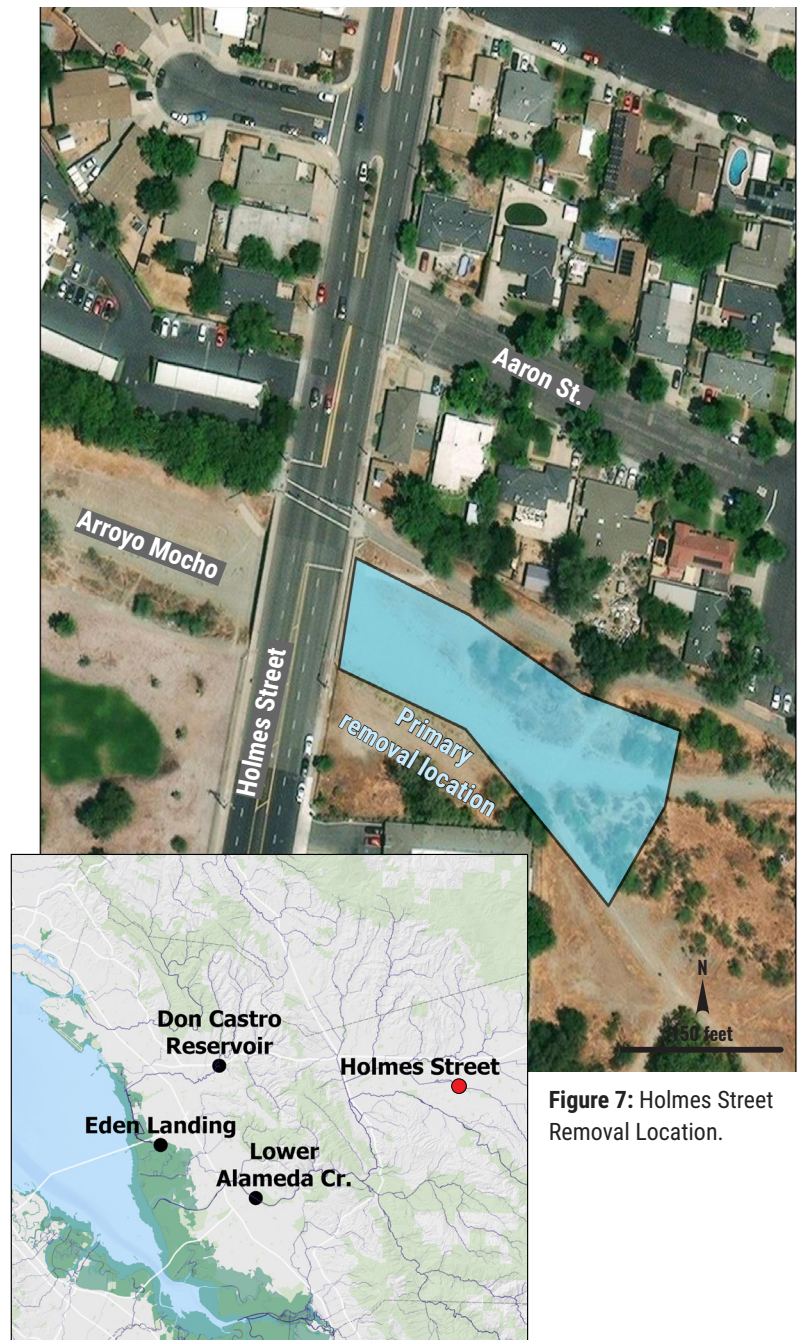 Aaron St.
Arroyo Mocho
Holmes Street
Primary
removal location
N
150 feet
Don Castro
Reservoir
Holmes Street
Eden Landing
Lower
Alameda Cr.
Figure 7: Holmes Street
Removal Location.